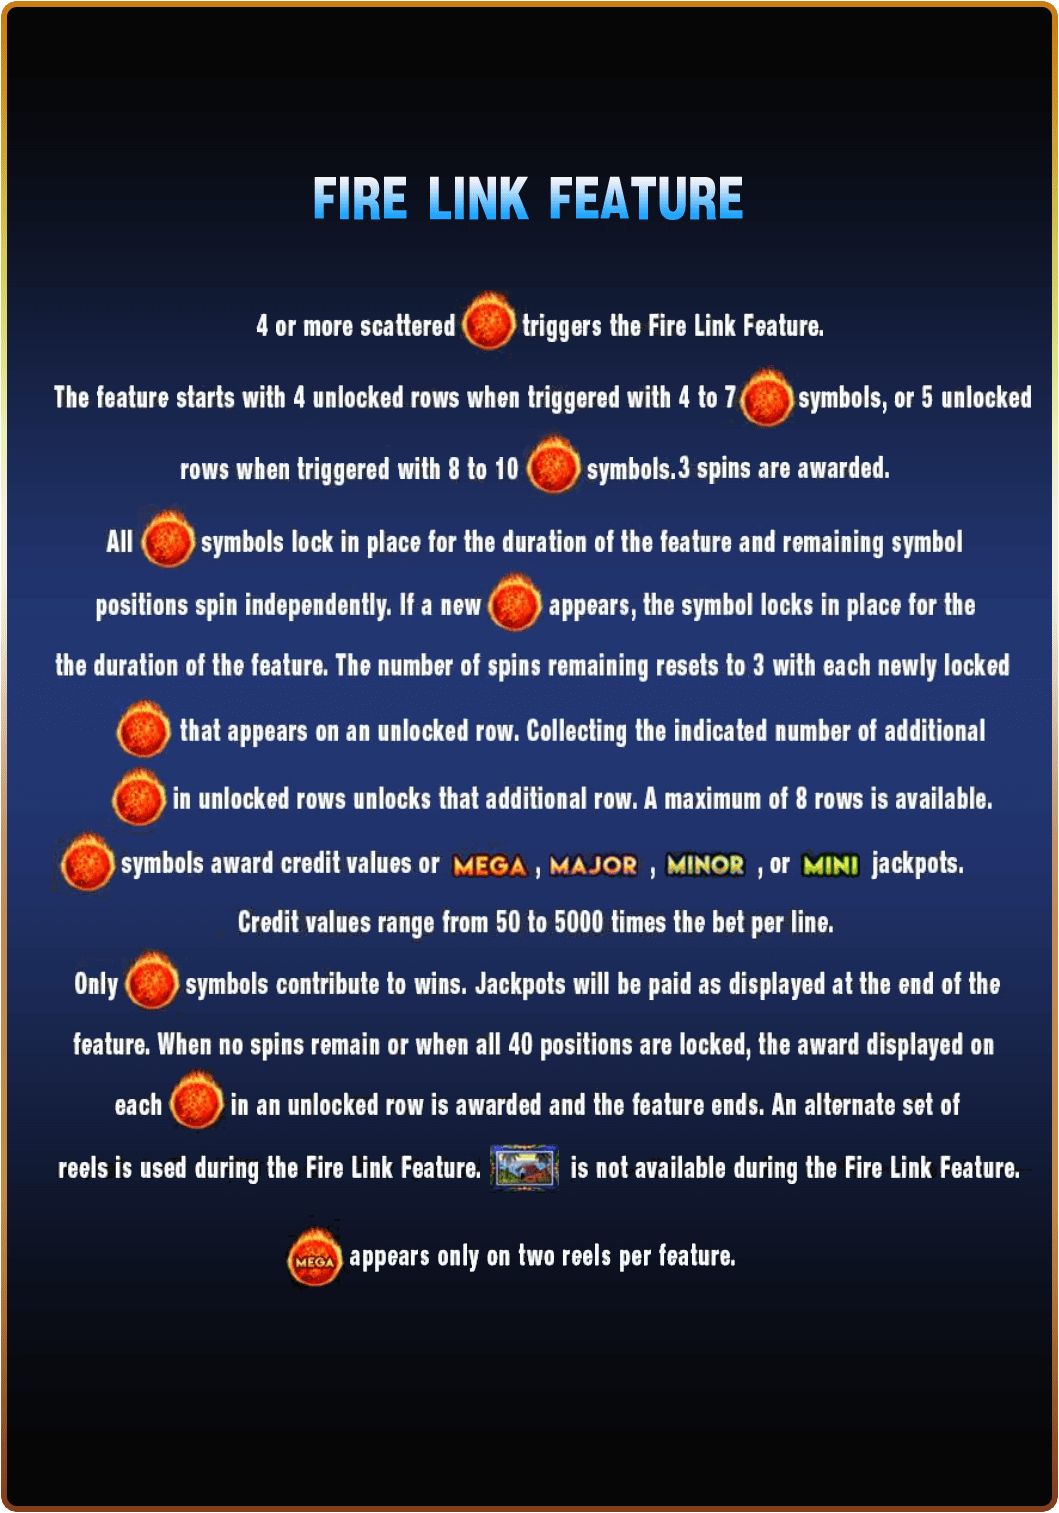 FIRE LINK FEATURE
4 or more scattered triggers the Fire Link Feature.
The feature starts with 4 unlocked rows when triggered with 4 to 7 symbols, or 5 unlocked
rows when triggered with 8 to 10 symbols.3 spins are awarded.
All symbols lock in place for the duration of the feature and remaining symbol
positions spin independently. If a new appears, the symbol locks in place for the
the duration of the feature. The number of spins remaining resets to 3 with each newly locked
that appears on an unlocked row. Collecting the indicated number of additional
in unlocked rows unlocks that additional row. A maximum of 8 rows is available.
symbols award credit values or MEGA , MAJOR , MINOR , or MINI jackpots.
Credit values range from 50 to 5000 times the bet per line.
Only symbols contribute to wins. Jackpots will be paid as displayed at the end of the
feature. When no spins remain or when all 40 positions are locked, the award displayed on
each in an unlocked row is awarded and the feature ends. An alternate set of
reels is used during the Fire Link Feature. is not available during the Fire Link Feature.
MEGA appears only on two reels per feature.